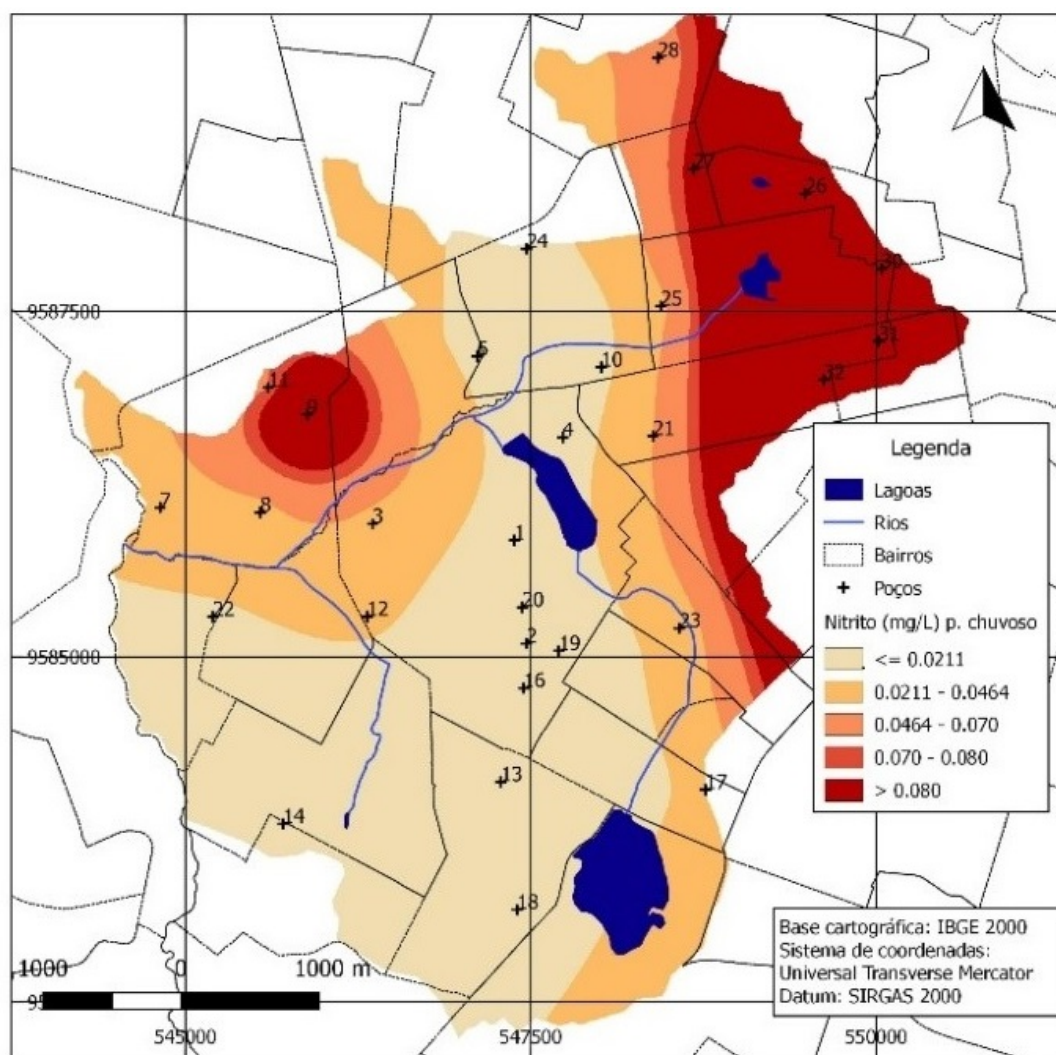 28
27
26
24
30
25
9587500
31
5
10
32
11
9
4
21
7
8
3
1
22
12
20
23
2
19
9585000
16
13
17
14
18
Legenda
Lagoas
Rios
Bairros
Poços
Nitrito (mg/L) p. chuvoso
<= 0.0211
0.0211 - 0.0464
0.0464 - 0.070
0.070 - 0.080
> 0.080
Base cartográfica: IBGE 2000
Sistema de coordenadas:
Universal Transverse Mercator
Datum: SIRGAS 2000
1000 0 1000 m
545000 547500 550000